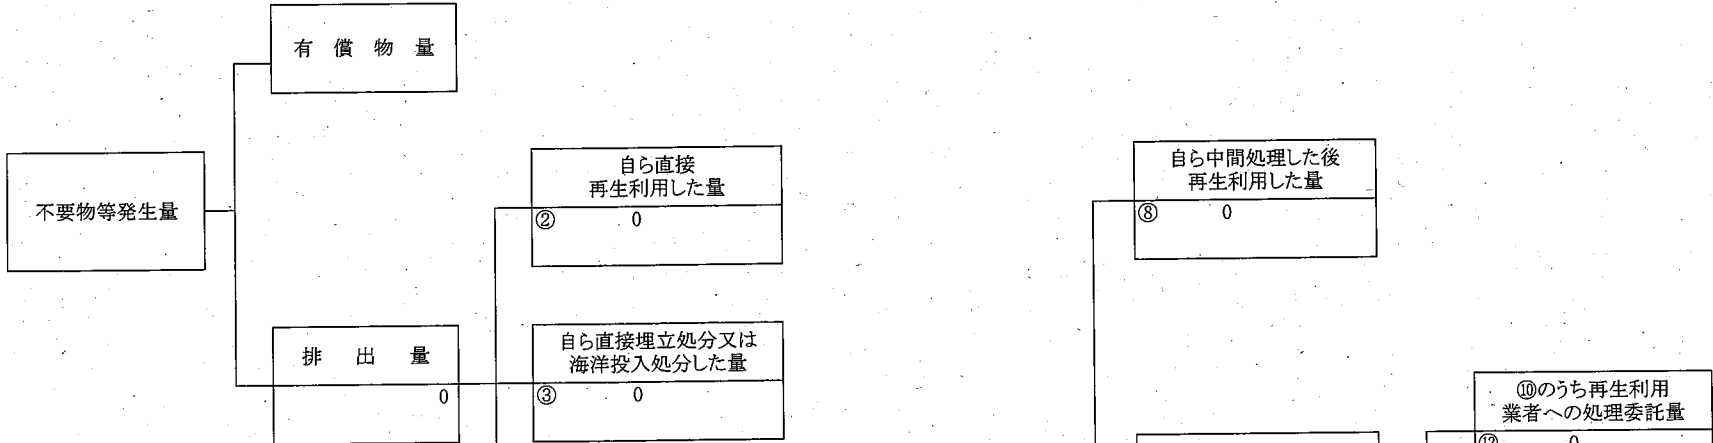 有償物量
不要物等発生量
自ら直接
再生利用した量
② 0
自ら中間処理した後
再生利用した量
⑧ 0
排出量
0
自ら直接埋立処分又は
海洋投入処分した量
③ 0
⑩のうち再生利用
業者への処理委託量
⑫ 0